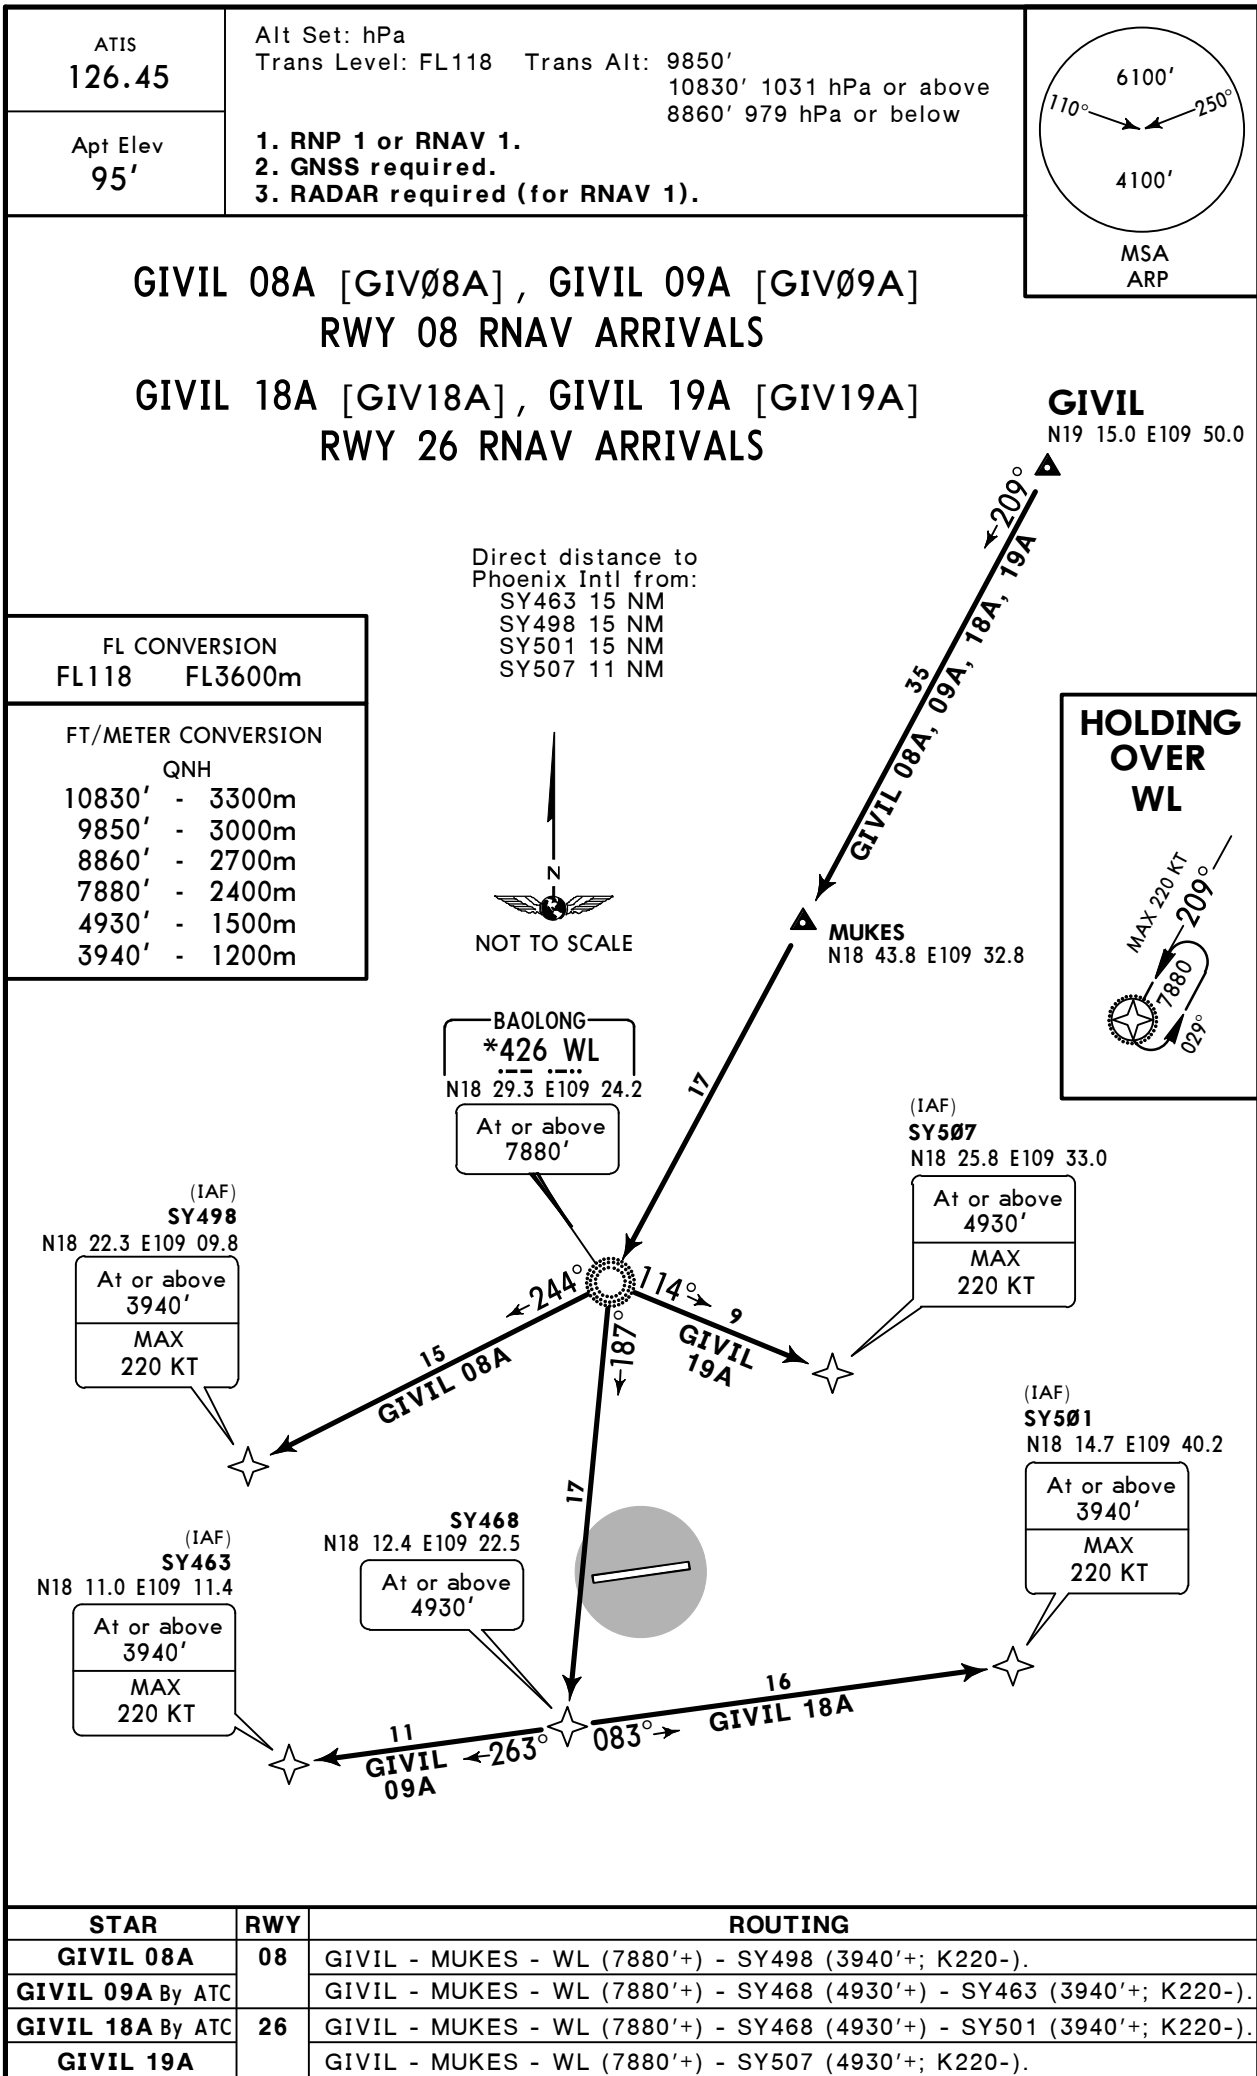 ATIS
126.45
Apt Elev
95'
Alt Set: hPa
Trans Level: FL118 Trans Alt: 9850'
10830' 1031 hPa or above
8860' 979 hPa or below
1. RNP 1 or RNAV 1.
2. GNSS required.
3. RADAR required (for RNAV 1).
6100'
110°
250°
4100'
MSA
ARP
GIVIL 08A [GIVØ8A], GIVIL 09A [GIVØ9A]
RWY 08 RNAV ARRIVALS
GIVIL 18A [GIV18A], GIVIL 19A [GIV19A]
RWY 26 RNAV ARRIVALS
GIVIL
N19 15.0 E109 50.0
209°
35
GIVIL 08A, 09A, 18A, 19A
Direct distance to
Phoenix Intl from:
SY463 15 NM
SY498 15 NM
SY501 15 NM
SY507 11 NM
FL CONVERSION
FL118 FL3600m
FT/METER CONVERSION
QNH
10830' - 3300m
9850' - 3000m
8860' - 2700m
7880' - 2400m
4930' - 1500m
3940' - 1200m
N
NOT TO SCALE
HOLDING
OVER
WL
MAX 220 KT
209°
7880
029°
MUKES
N18 43.8 E109 32.8
17
BAOLONG
*426 WL
N18 29.3 E109 24.2
At or above
7880'
(IAF)
SY5Ø7
N18 25.8 E109 33.0
At or above
4930'
MAX
220 KT
(IAF)
SY498
N18 22.3 E109 09.8
At or above
3940'
MAX
220 KT
244°
15
GIVIL 08A
114°
9
GIVIL
19A
187°
17
(IAF)
SY5Ø1
N18 14.7 E109 40.2
At or above
3940'
MAX
220 KT
SY468
N18 12.4 E109 22.5
At or above
4930'
(IAF)
SY463
N18 11.0 E109 11.4
At or above
3940'
MAX
220 KT
16
GIVIL 18A
083°
11
263°
GIVIL
09A
STAR RWY ROUTING
GIVIL 08A 08 GIVIL - MUKES - WL (7880'+) - SY498 (3940'+; K220-).
GIVIL 09A By ATC GIVIL - MUKES - WL (7880'+) - SY468 (4930'+) - SY463 (3940'+; K220-).
GIVIL 18A By ATC 26 GIVIL - MUKES - WL (7880'+) - SY468 (4930'+) - SY501 (3940'+; K220-).
GIVIL 19A GIVIL - MUKES - WL (7880'+) - SY507 (4930'+; K220-).